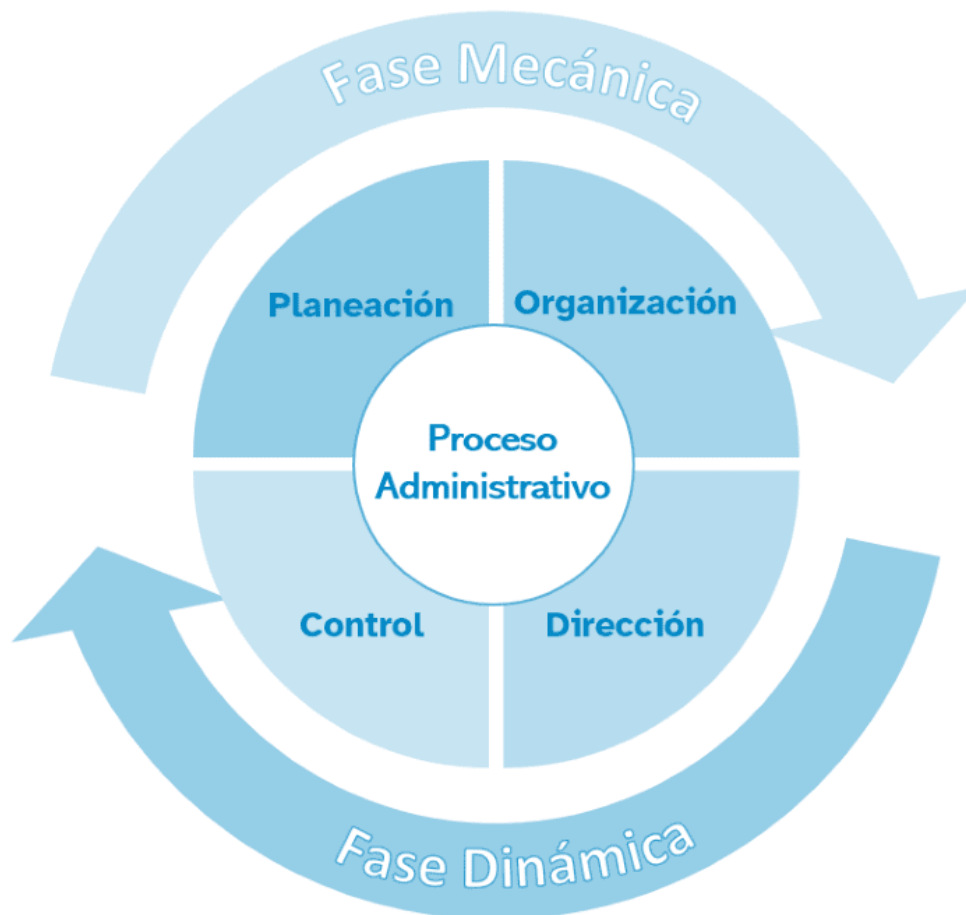 Fase Mecánica
Planeación
Organización
Proceso
Administrativo
Control
Dirección
Fase Dinámica